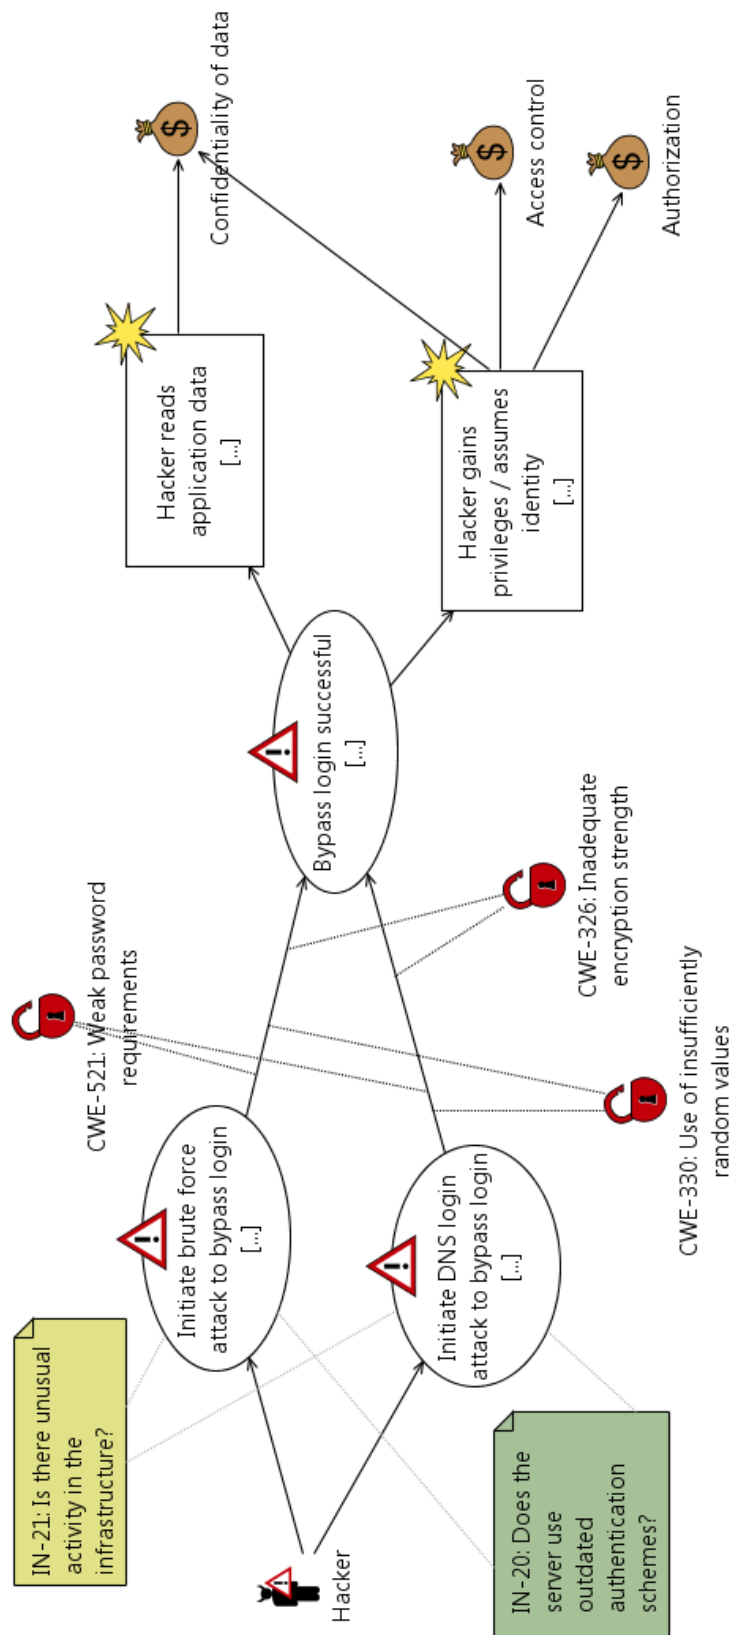 IN-21: Is there unusual
activity in the
infrastructure?
Hacker
IN-20: Does the
server use
outdated
authentication
schemes?
Initiate brute force
attack to bypass login
[...]
Initiate DNS login
attack to bypass login
[...]
CWE-521: Weak password
requirements
CWE-330: Use of insufficiently
random values
CWE-326: Inadequate
encryption strength
Bypass login successful
[...]
Hacker reads
application data
[...]
Hacker gains
privileges / assumes
identity
[...]
$
Confidentiality of data
$
Access control
$
Authorization